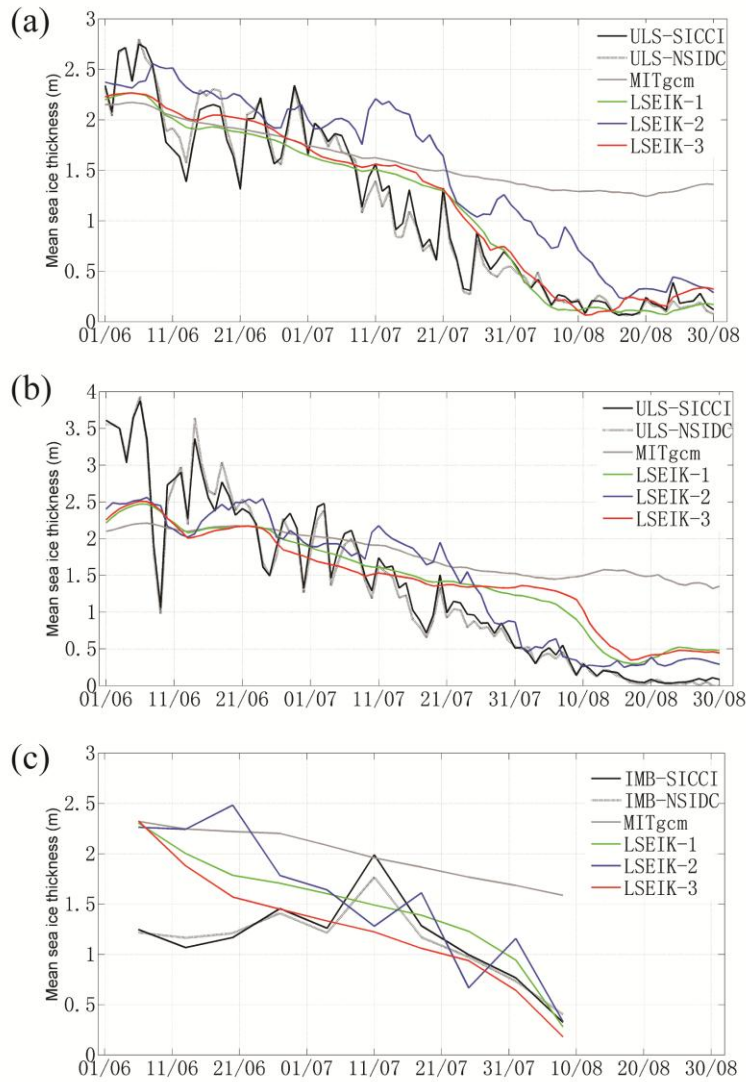 (a)
Mean sea ice thickness (m)
3
2.5
2
1.5
1
0.5
0
01/06 11/06 21/06 01/07 11/07 21/07 31/07 10/08 20/08 30/08
ULS-SICCI
ULS-NSIDC
MITgcm
LSEIK-1
LSEIK-2
LSEIK-3
(b)
Mean sea ice thickness (m)
4
3.5
3
2.5
2
1.5
1
0.5
0
01/06 11/06 21/06 01/07 11/07 21/07 31/07 10/08 20/08 30/08
ULS-SICCI
ULS-NSIDC
MITgcm
LSEIK-1
LSEIK-2
LSEIK-3
(c)
Mean sea ice thickness (m)
3
2.5
2
1.5
1
0.5
0
01/06 11/06 21/06 01/07 11/07 21/07 31/07 10/08 20/08 30/08
IMB-SICCI
IMB-NSIDC
MITgcm
LSEIK-1
LSEIK-2
LSEIK-3